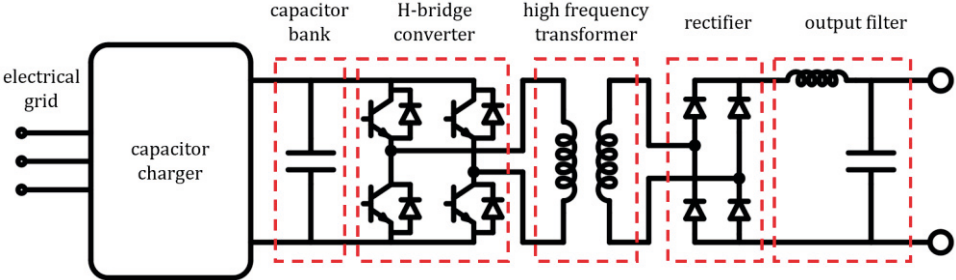 capacitor
bank
H-bridge
converter
high frequency
transformer
rectifier
output filter
electrical
grid
capacitor
charger